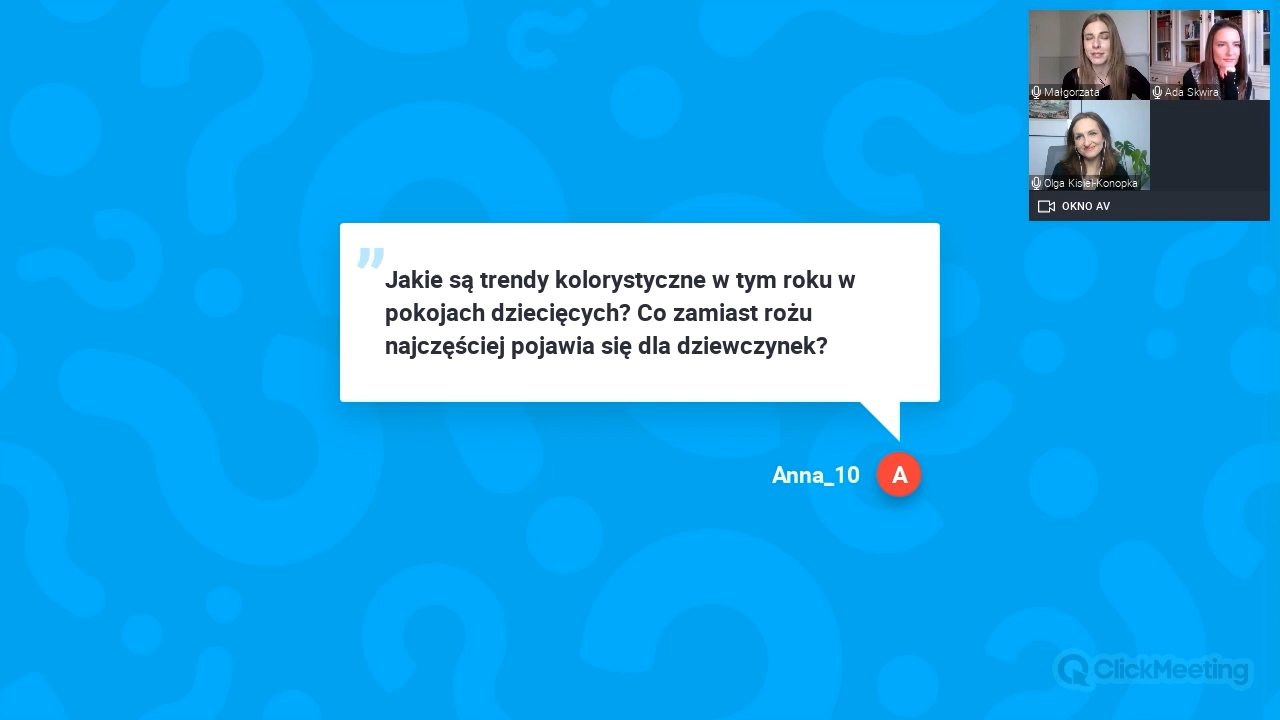 Małgorzata
Ada Skwira
Olga Kisiel-Konopka
OKNO AV
” Jakie są trendy kolorystyczne w tym roku w
pokojach dziecięcych? Co zamiast rożu
najczęściej pojawia się dla dziewczynek?
Anna_10 A
ClickMeeting